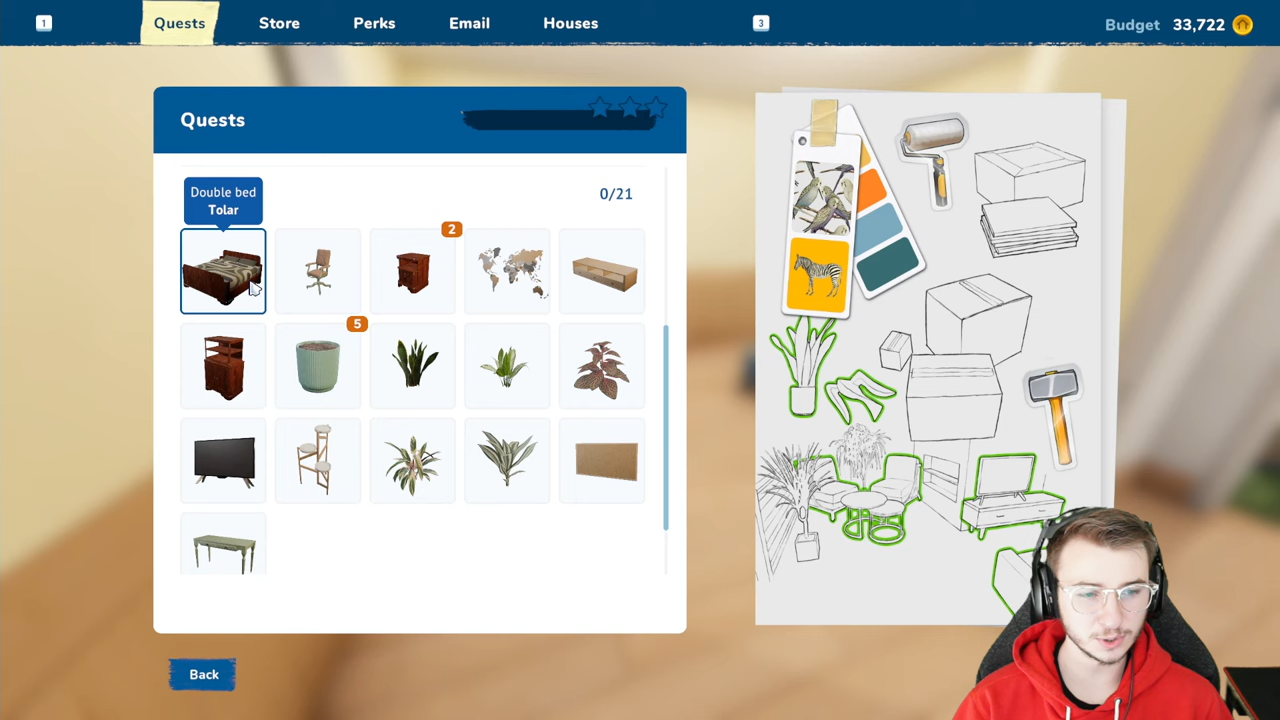 1
Quests
Store
Perks
Email
Houses
3
Budget 33,722
Quests
Double bed
Tolar
0/21
2
5
Back